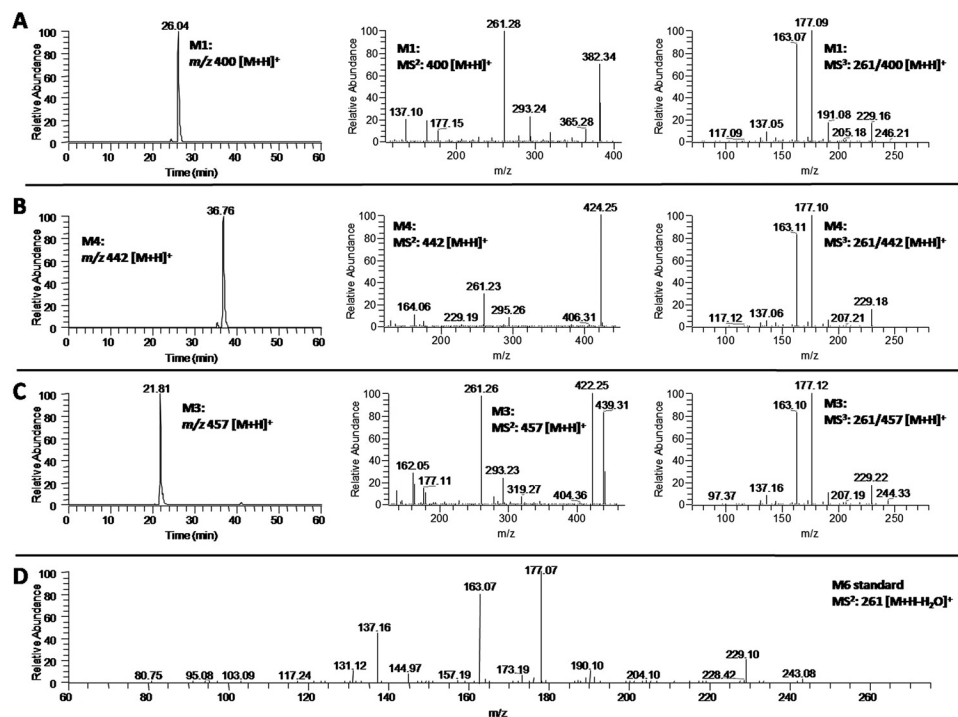 A
Relative Abundance
100
80
60
40
20
0
26.04
M1:
m/z 400 [M+H]+
0 10 20 30 40 50 60
Time (min)
Relative Abundance
100
80
60
40
20
0
261.28
382.34
M1:
MS2: 400 [M+H]+
137.10
177.15
293.24
365.28
200 300 400
m/z
Relative Abundance
100
80
60
40
20
0
177.09
163.07
M1:
MS3: 261/400 [M+H]+
117.09
137.05
191.08
205.18
229.16
246.21
100 150 200 250
m/z
B
Relative Abundance
100
80
60
40
20
0
36.76
M4:
m/z 442 [M+H]+
0 10 20 30 40 50 60
Time (min)
Relative Abundance
100
80
60
40
20
0
424.25
M4:
MS2: 442 [M+H]+
261.23
164.06
229.19
295.26
406.31
200 300 400
m/z
Relative Abundance
100
80
60
40
20
0
177.10
163.11
M4:
MS3: 261/442 [M+H]+
117.12
137.06
207.21
229.18
100 150 200 250
m/z
C
Relative Abundance
100
80
60
40
20
0
21.81
M3:
m/z 457 [M+H]+
0 10 20 30 40 50 60
Time (min)
Relative Abundance
100
80
60
40
20
0
261.26
422.25
439.31
M3:
MS2: 457 [M+H]+
162.05
177.11
293.23
319.27
404.36
200 300 400
m/z
Relative Abundance
100
80
60
40
20
0
177.12
163.10
M3:
MS3: 261/457 [M+H]+
97.37
137.16
207.19
229.22
244.33
100 150 200 250
m/z
D
Relative Abundance
100
80
60
40
20
0
177.07
163.07
M6 standard
MS2: 261 [M+H-H2O]+
137.16
131.12
80.75
95.08
103.09
117.24
144.97
157.19
173.19
190.10
204.10
228.42
229.10
243.08
60 80 100 120 140 160 180 200 220 240 260
m/z